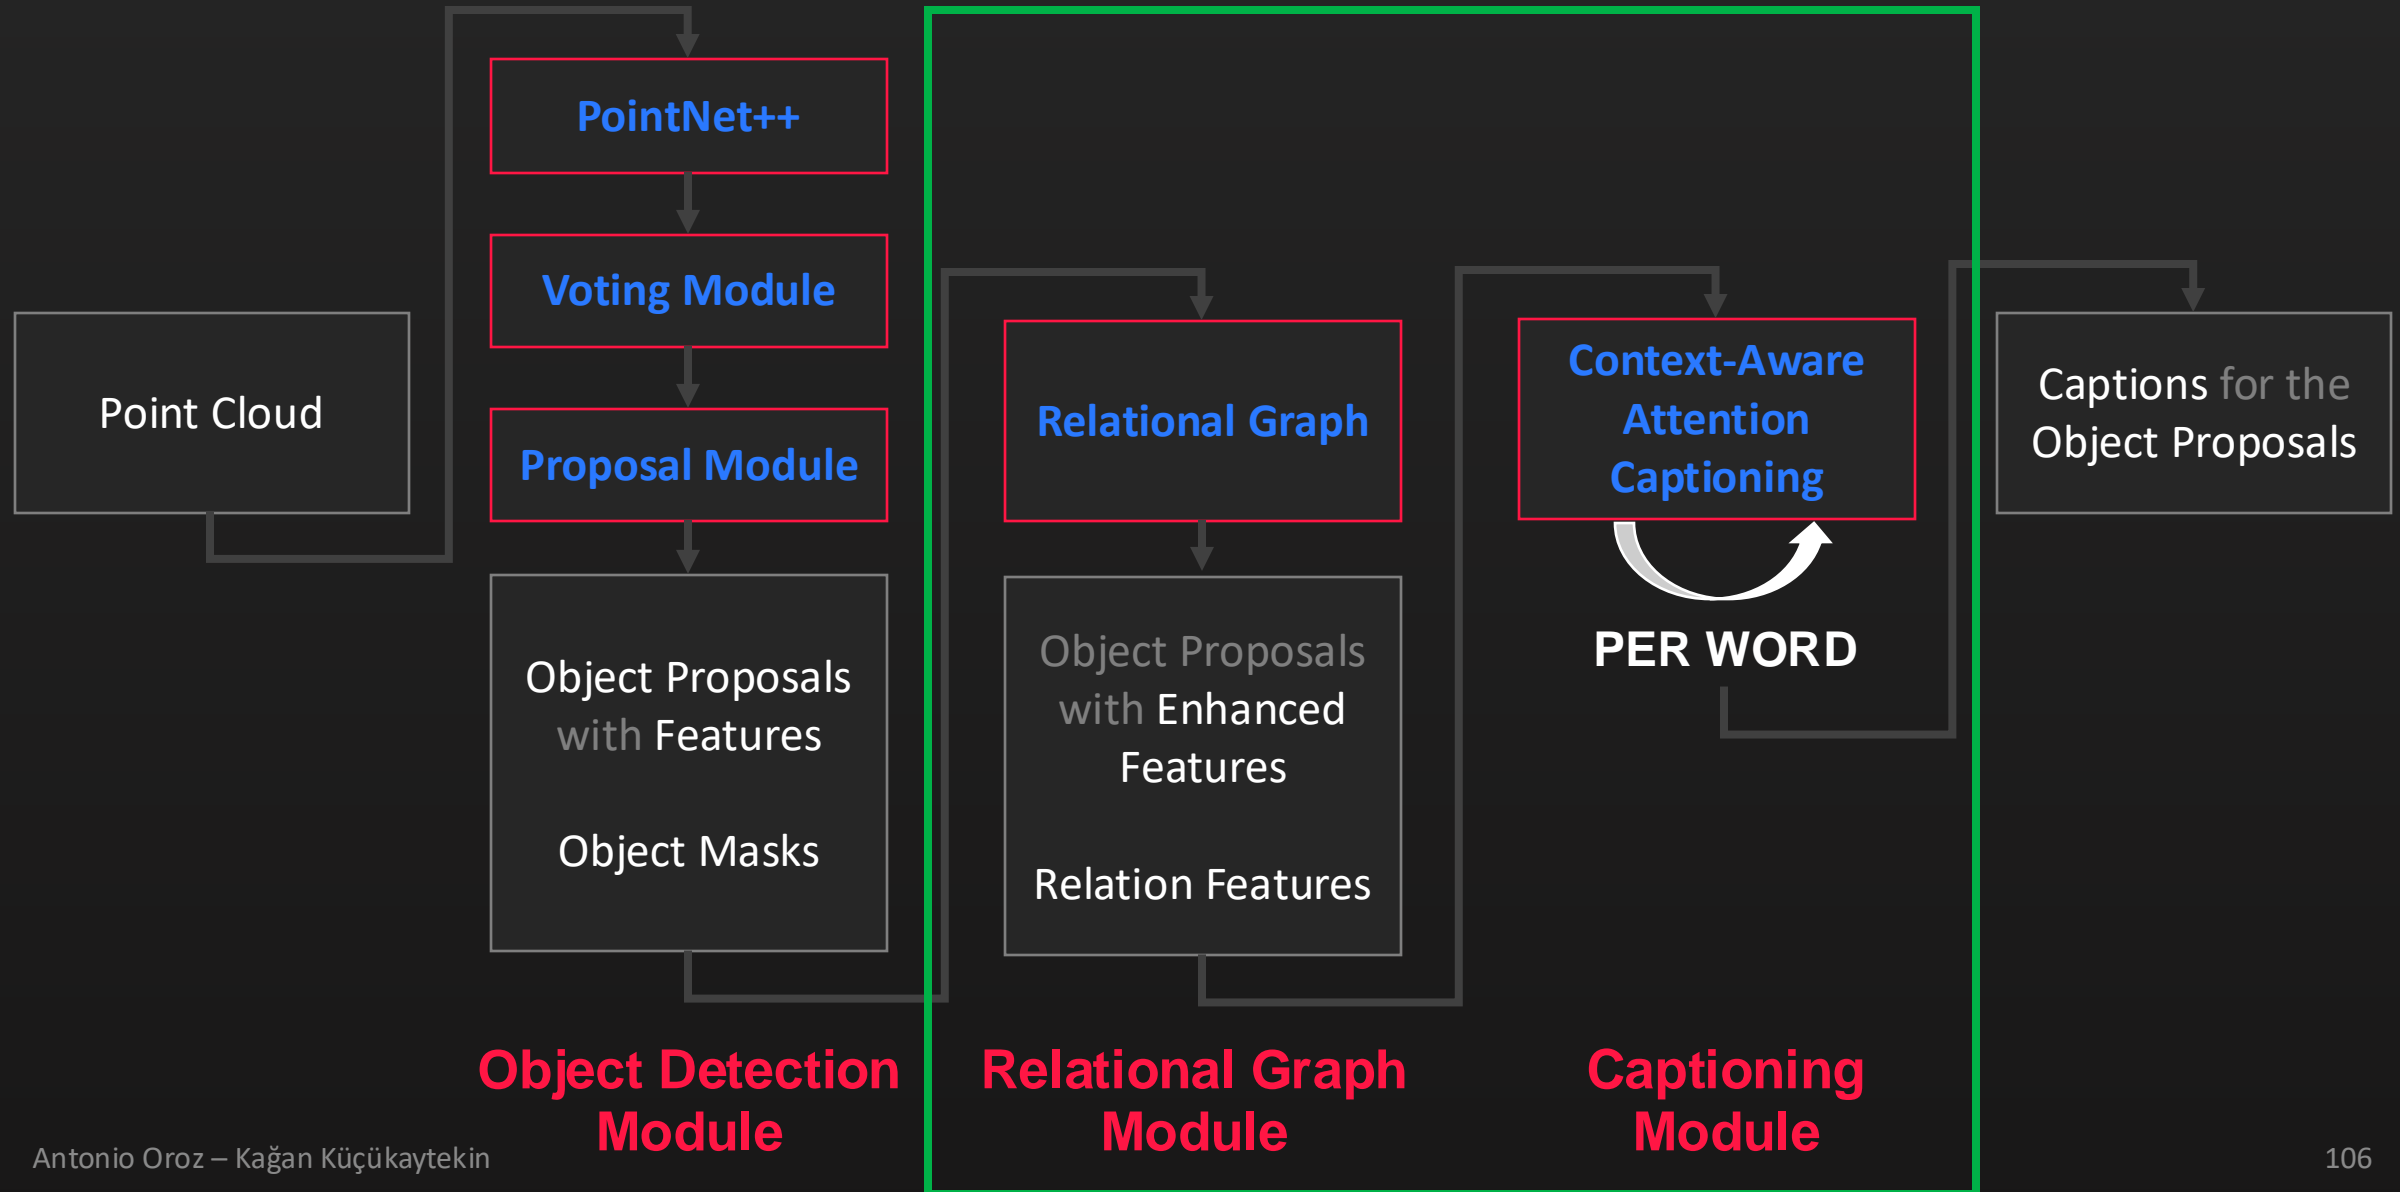 Point Cloud
PointNet++
Voting Module
Proposal Module
Object Proposals
with Features
Object Masks
Object Detection
Module
Relational Graph
Object Proposals
with Enhanced
Features
Relation Features
Relational Graph
Module
Context-Aware
Attention
Captioning
PER WORD
Captioning
Module
Captions for the
Object Proposals
Antonio Oroz – Kağan Küçükaytekin
106